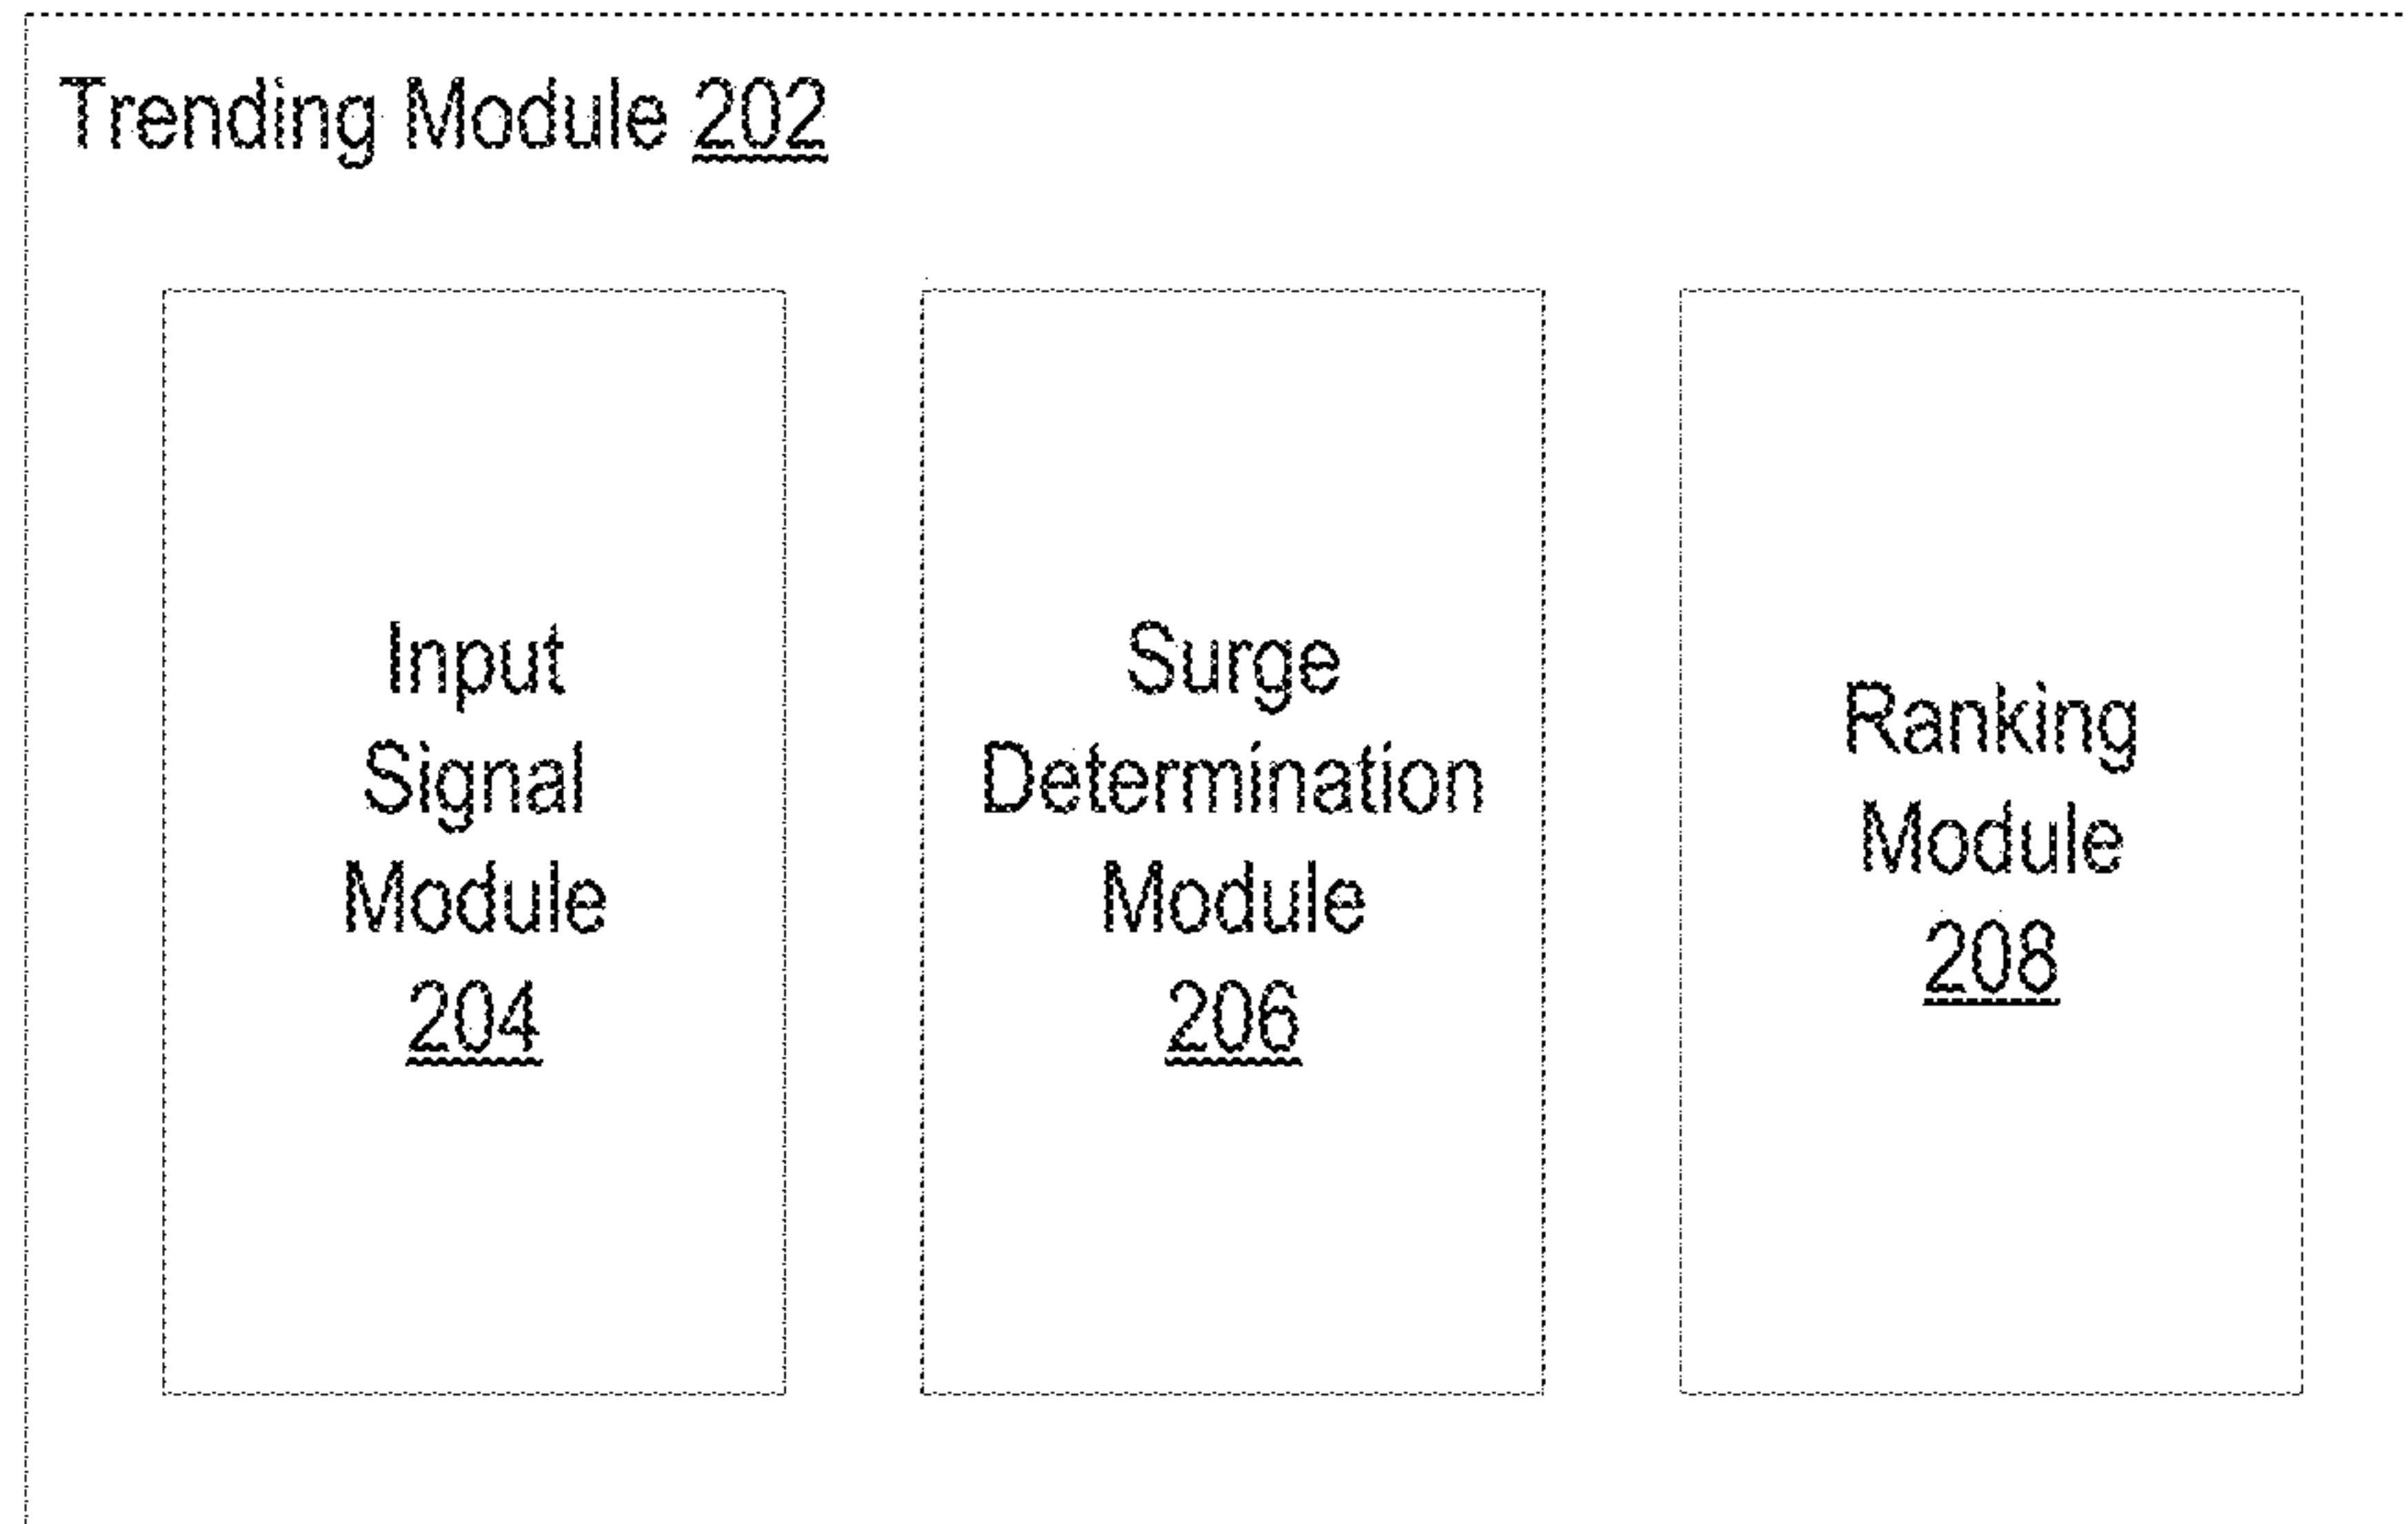 Trending Module 202
Input
Signal
Module
204
Surge
Determination
Module
206
Ranking
Module
208